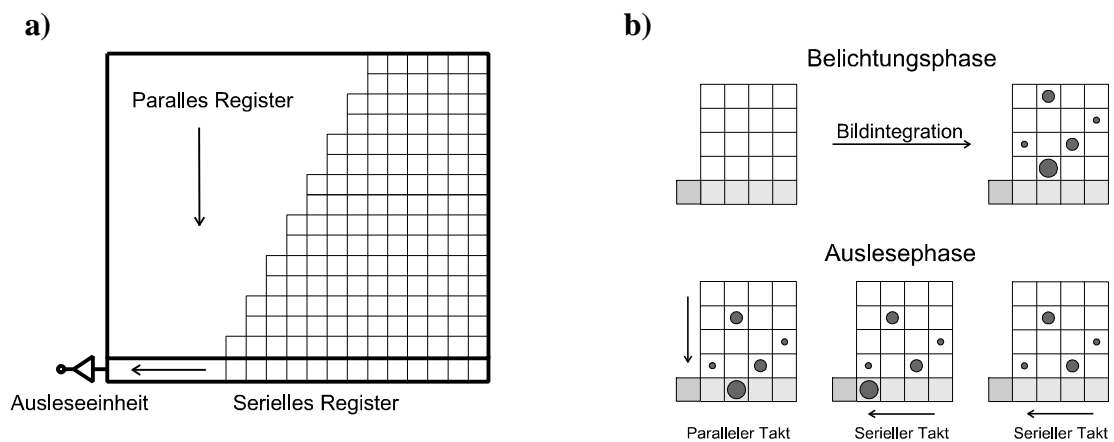 a)
Paralles Register
Ausleseeinheit
Serielles Register
b)
Belichtungsphase
Bildintegration
Auslesephase
Paralleler Takt
Serieller Takt
Serieller Takt